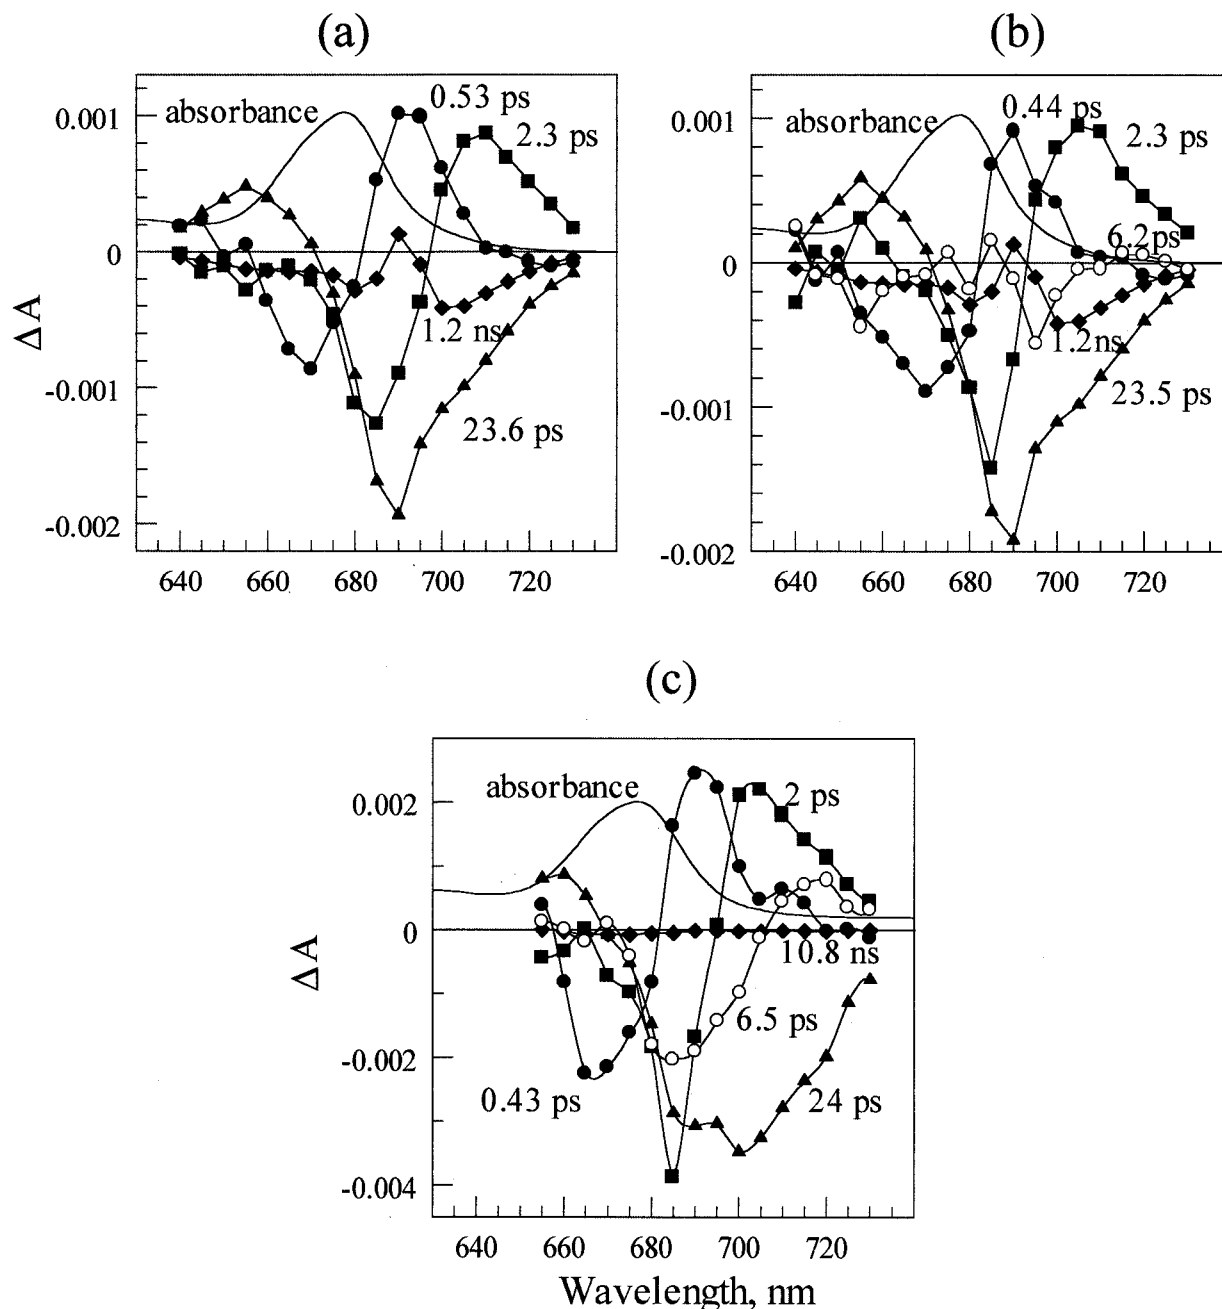 (a)
absorbance
0.53 ps
2.3 ps
1.2 ns
23.6 ps
0.001
0
-0.001
-0.002
ΔA
640 660 680 700 720
(b)
absorbance
0.44 ps
2.3 ps
6.2ps
1.2ns
23.5 ps
0.001
0
-0.001
-0.002
640 660 680 700 720
(c)
absorbance
2 ps
10.8 ns
6.5 ps
0.43 ps
24 ps
0.002
0
-0.002
-0.004
ΔA
640 660 680 700 720
Wavelength, nm